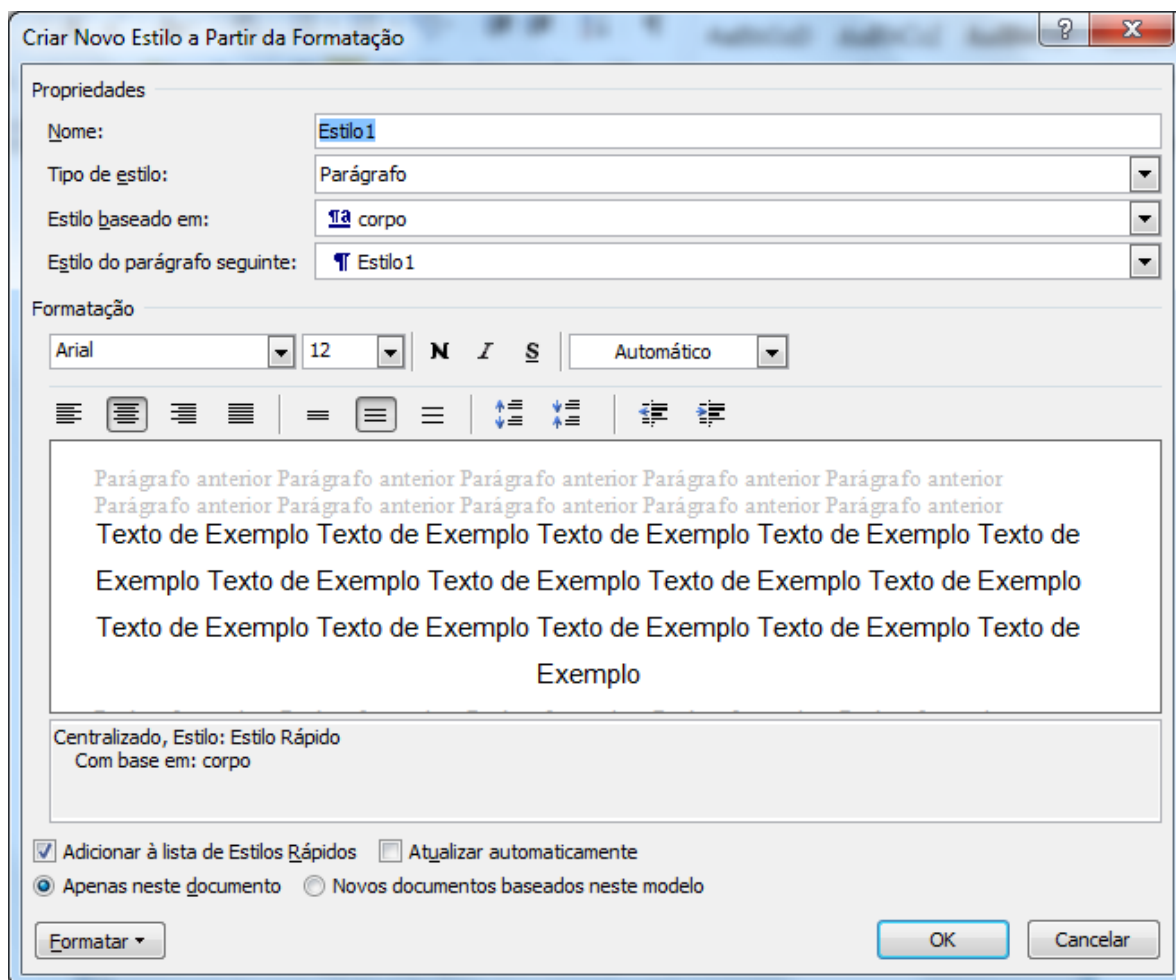 Criar Novo Estilo a Partir da Formatação
Propriedades
Nome: Estilo1
Tipo de estilo: Parágrafo
Estilo baseado em: ¶a corpo
Estilo do parágrafo seguinte: ¶ Estilo1
Formatação
Arial 12 N I S Automático
Parágrafo anterior Parágrafo anterior Parágrafo anterior Parágrafo anterior Parágrafo anterior
Parágrafo anterior Parágrafo anterior Parágrafo anterior Parágrafo anterior Parágrafo anterior
Texto de Exemplo Texto de Exemplo Texto de Exemplo Texto de Exemplo Texto de
Exemplo Texto de Exemplo Texto de Exemplo Texto de Exemplo Texto de Exemplo
Texto de Exemplo Texto de Exemplo Texto de Exemplo Texto de Exemplo Texto de
Exemplo
Centralizado, Estilo: Estilo Rápido
Com base em: corpo
Adicionar à lista de Estilos Rápidos Atualizar automaticamente
Apenas neste documento Novos documentos baseados neste modelo
Formatar OK Cancelar